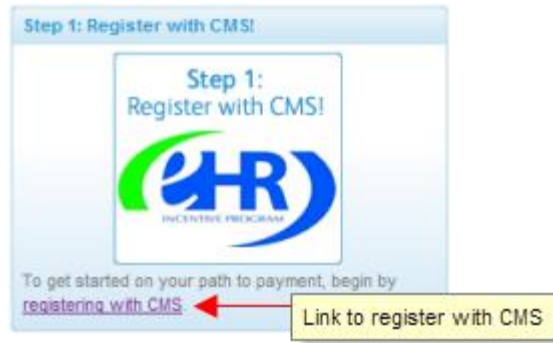 Step 1: Register with CMS!
Step 1:
Register with CMS!
eHR
INCENTIVE PROGRAM
To get started on your path to payment, begin by
registering with CMS.
Link to register with CMS